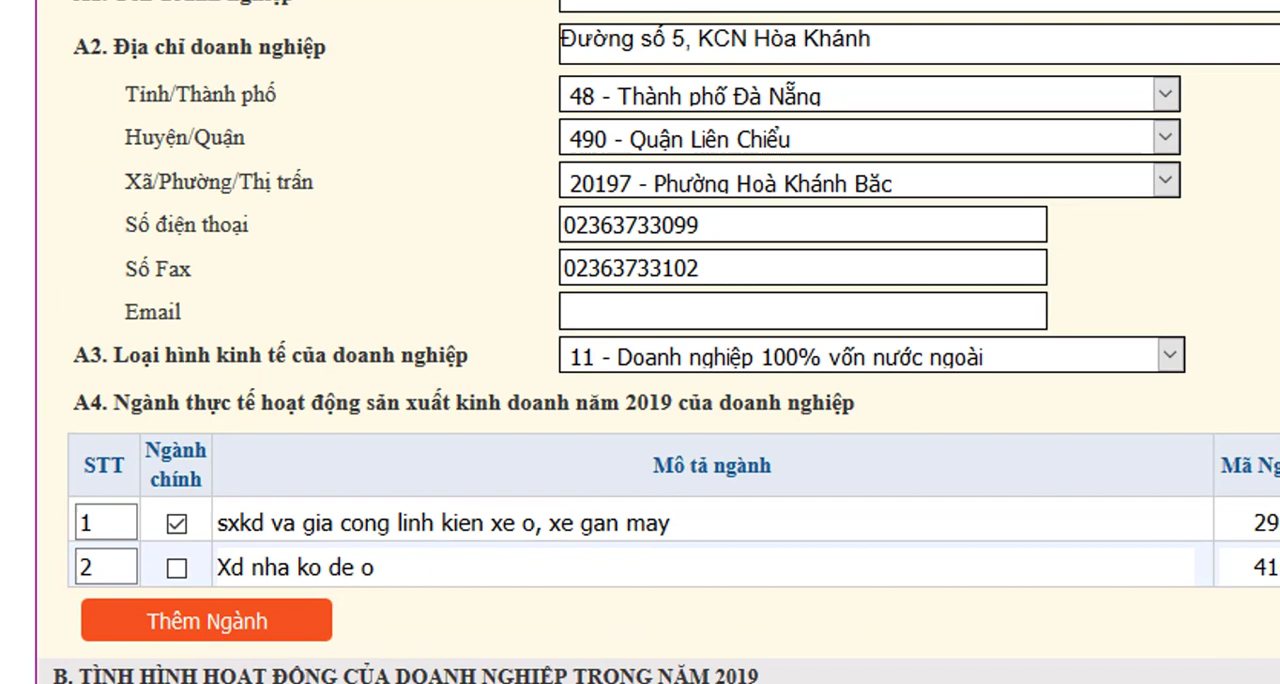 A2. Địa chỉ doanh nghiệp
Đường số 5, KCN Hòa Khánh
Tỉnh/Thành phố
48 - Thành phố Đà Nẵng
Huyện/Quận
490 - Quận Liên Chiểu
Xã/Phường/Thị trấn
20197 - Phường Hoà Khánh Bắc
Số điện thoại
02363733099
Số Fax
02363733102
Email
A3. Loại hình kinh tế của doanh nghiệp
11 - Doanh nghiệp 100% vốn nước ngoài
A4. Ngành thực tế hoạt động sản xuất kinh doanh năm 2019 của doanh nghiệp
STT
Ngành chính
Mô tả ngành
Mã
1
sxkd va gia cong linh kien xe o, xe gan may
29
2
Xd nha ko de o
41
Thêm Ngành
B. TÌNH HÌNH HOẠT ĐỘNG CỦA DOANH NGHIỆP TRONG NĂM 2019